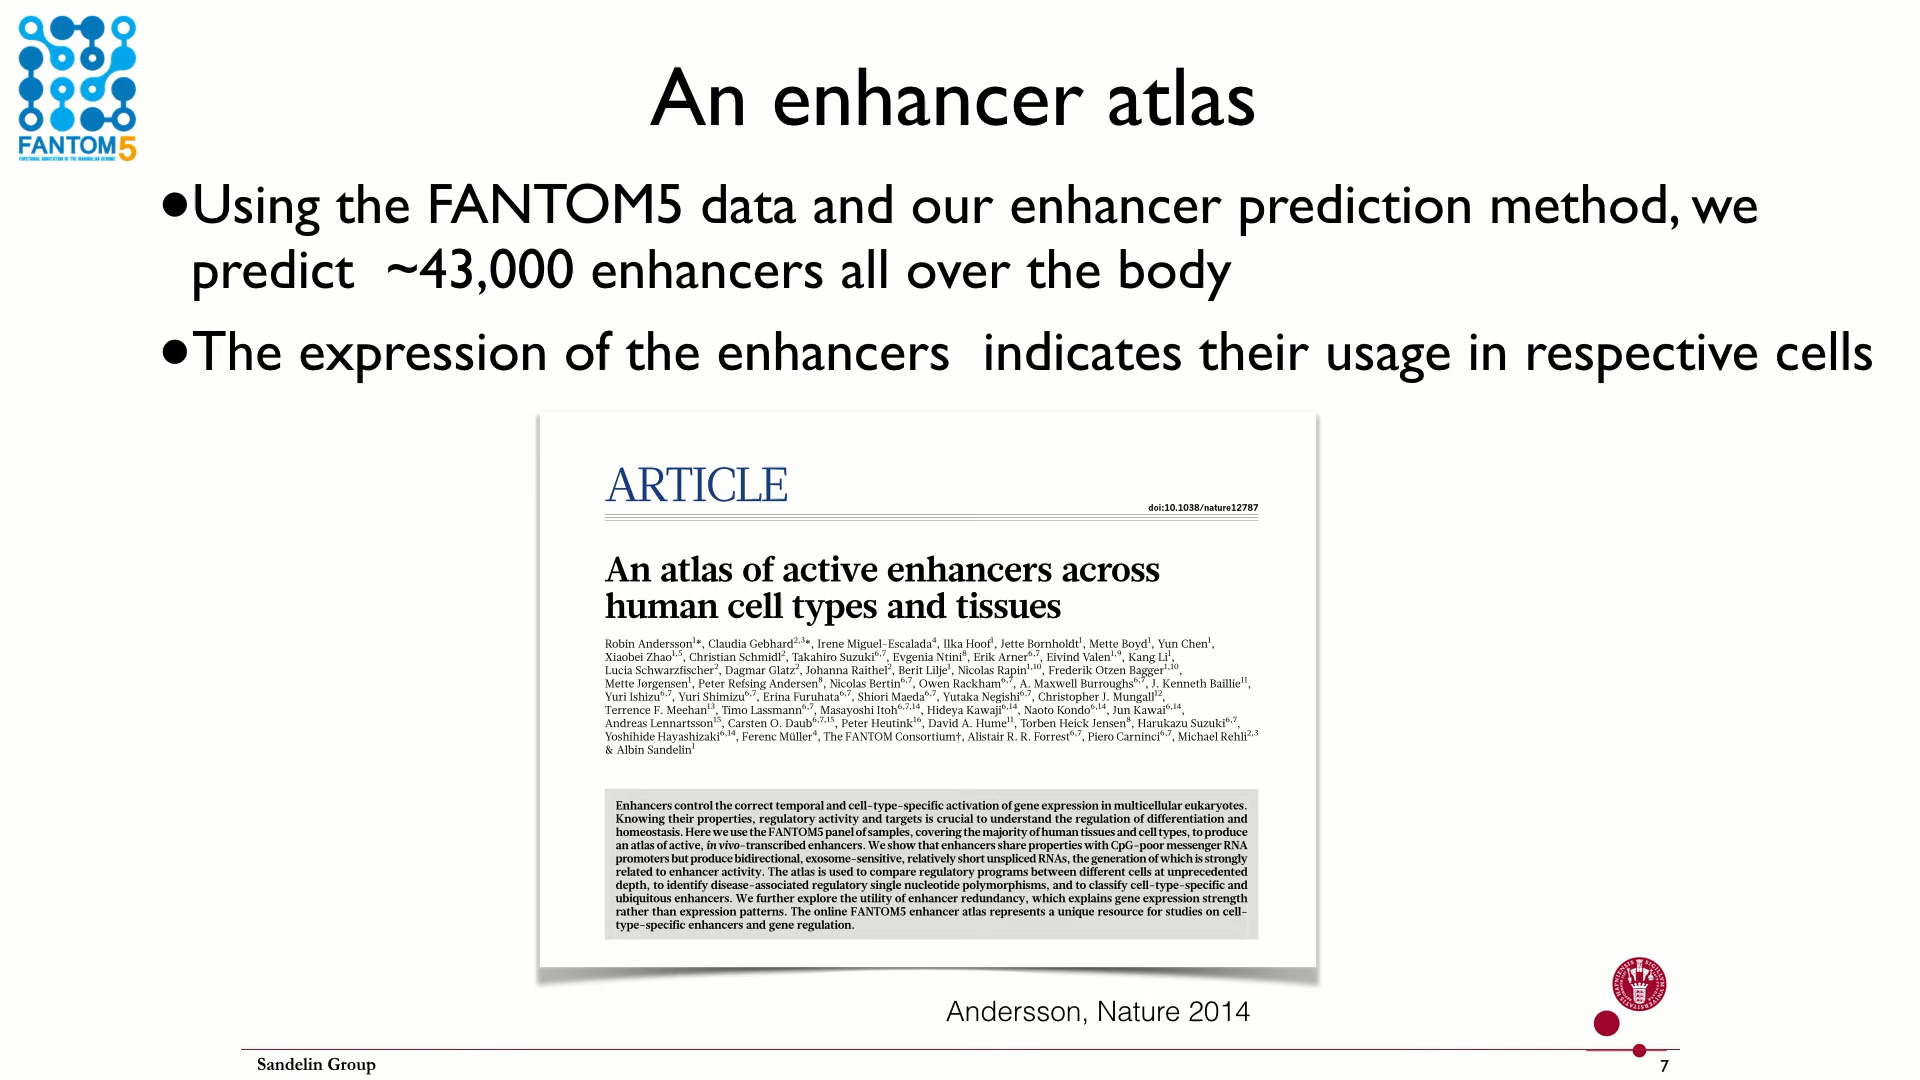 FANTOM5
FUNCTIONAL ANNOTATION OF THE MAMMALIAN GENOME
An enhancer atlas
•Using the FANTOM5 data and our enhancer prediction method, we
predict ~43,000 enhancers all over the body
•The expression of the enhancers indicates their usage in respective cells
ARTICLE
doi:10.1038/nature12787
An atlas of active enhancers across
human cell types and tissues
Robin Andersson1*, Claudia Gebhard2,3*, Irene Miguel-Escalada4, Ilka Hoof1, Jette Bornholdt1, Mette Boyd1, Yun Chen1,
Xiaobei Zhao1,5, Christian Schmidl2, Takahiro Suzuki6,7, Evgenia Ntini8, Erik Arner6,7, Eivind Valen1,9, Kang Li1,
Lucia Schwarzfischer2, Dagmar Glatz2, Johanna Raithel2, Berit Lilje1, Nicolas Rapin1,10, Frederik Otzen Bagger1,10,
Mette Jørgensen1, Peter Refsing Andersen8, Nicolas Bertin6,7, Owen Rackham6,7, A. Maxwell Burroughs6,7, J. Kenneth Baillie11,
Yuri Ishizu6,7, Yuri Shimizu6,7, Erina Furuhata6,7, Shiori Maeda6,7, Yutaka Negishi6,7, Christopher J. Mungall12,
Terrence F. Meehan13, Timo Lassmann6,7, Masayoshi Itoh6,7,14, Hideya Kawaji6,14, Naoto Kondo6,14, Jun Kawai6,14,
Andreas Lennartsson15, Carsten O. Daub6,7,15, Peter Heutink16, David A. Hume11, Torben Heick Jensen8, Harukazu Suzuki6,7,
Yoshihide Hayashizaki6,14, Ferenc Müller4, The FANTOM Consortium†, Alistair R. R. Forrest6,7, Piero Carninci6,7, Michael Rehli2,3
& Albin Sandelin1
Enhancers control the correct temporal and cell-type-specific activation of gene expression in multicellular eukaryotes.
Knowing their properties, regulatory activity and targets is crucial to understand the regulation of differentiation and
homeostasis. Here we use the FANTOM5 panel of samples, covering the majority of human tissues and cell types, to produce
an atlas of active, in vivo-transcribed enhancers. We show that enhancers share properties with CpG-poor messenger RNA
promoters but produce bidirectional, exosome-sensitive, relatively short unspliced RNAs, the generation of which is strongly
related to enhancer activity. The atlas is used to compare regulatory programs between different cells at unprecedented
depth, to identify disease-associated regulatory single nucleotide polymorphisms, and to classify cell-type-specific and
ubiquitous enhancers. We further explore the utility of enhancer redundancy, which explains gene expression strength
rather than expression patterns. The online FANTOM5 enhancer atlas represents a unique resource for studies on cell-
type-specific enhancers and gene regulation.
Andersson, Nature 2014
Sandelin Group
7